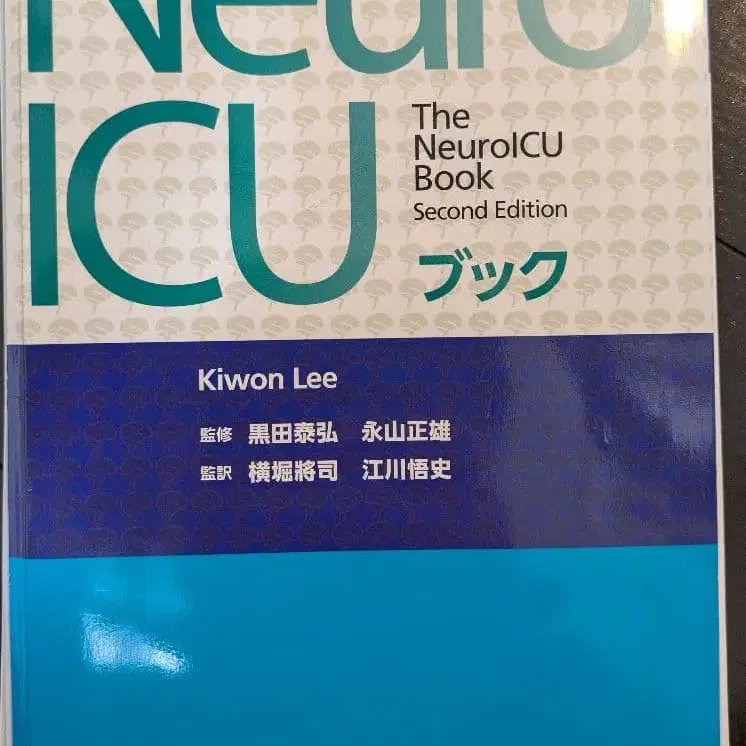 Neuro
ICU
The
NeuroICU
Book
Second Edition
ブック
Kiwon Lee
監修 黒田泰弘 永山正雄
監訳 横堀將司 江川悟史